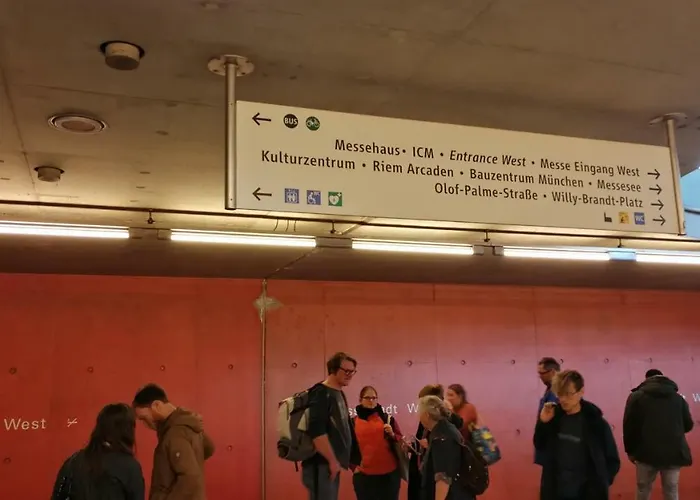 BUS
Messehaus • ICM • Entrance West • Messe Eingang West
Kulturzentrum • Riem Arcaden • Bauzentrum München • Messesee
Olof-Palme-Straße • Willy-Brandt-Platz
WC
West